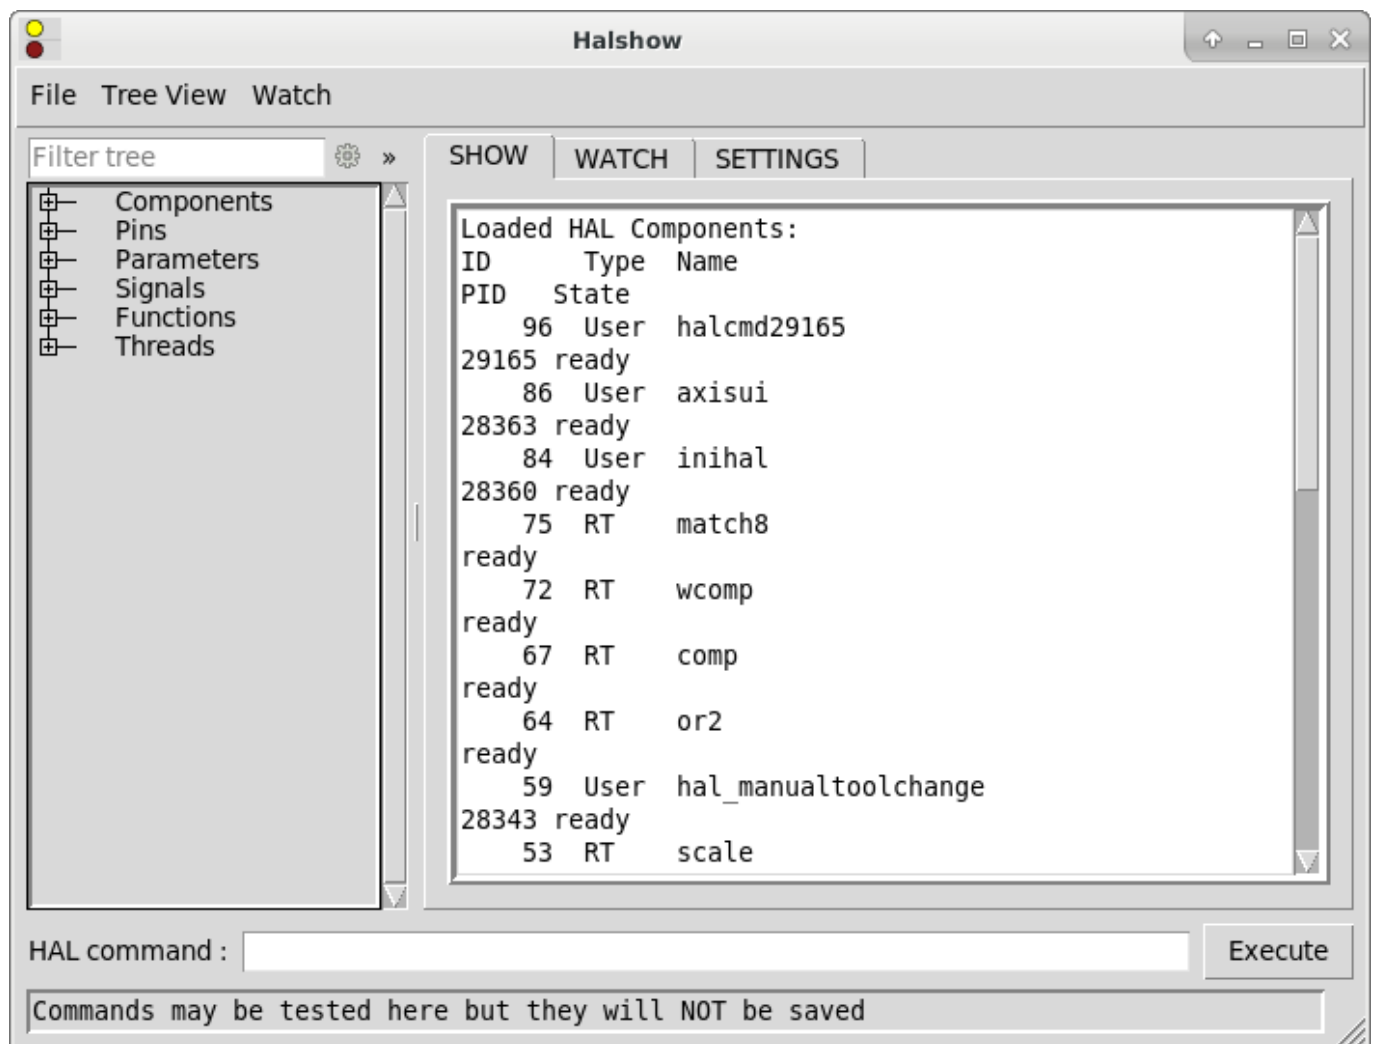 Halshow
File Tree View Watch
Filter tree »
SHOW WATCH SETTINGS
Components
Pins
Parameters
Signals
Functions
Threads
Loaded HAL Components:
ID      Type  Name
PID   State
    96  User  halcmd29165
29165 ready
    86  User  axisui
28363 ready
    84  User  inihal
28360 ready
    75  RT    match8
ready
    72  RT    wcomp
ready
    67  RT    comp
ready
    64  RT    or2
ready
    59  User  hal_manualtoolchange
28343 ready
    53  RT    scale
HAL command :
Execute
Commands may be tested here but they will NOT be saved